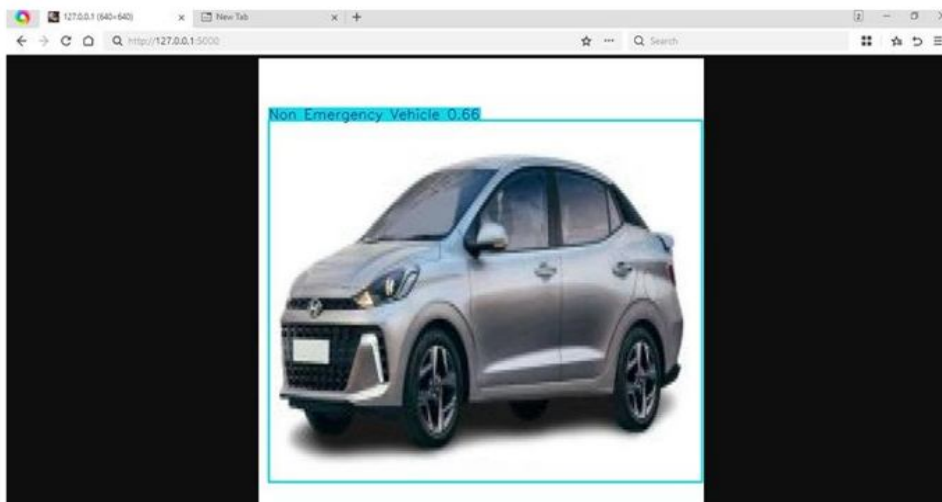 127.0.0.1 (640×640)
New Tab
http://127.0.0.1:5000
Search
Non Emergency Vehicle 0.66